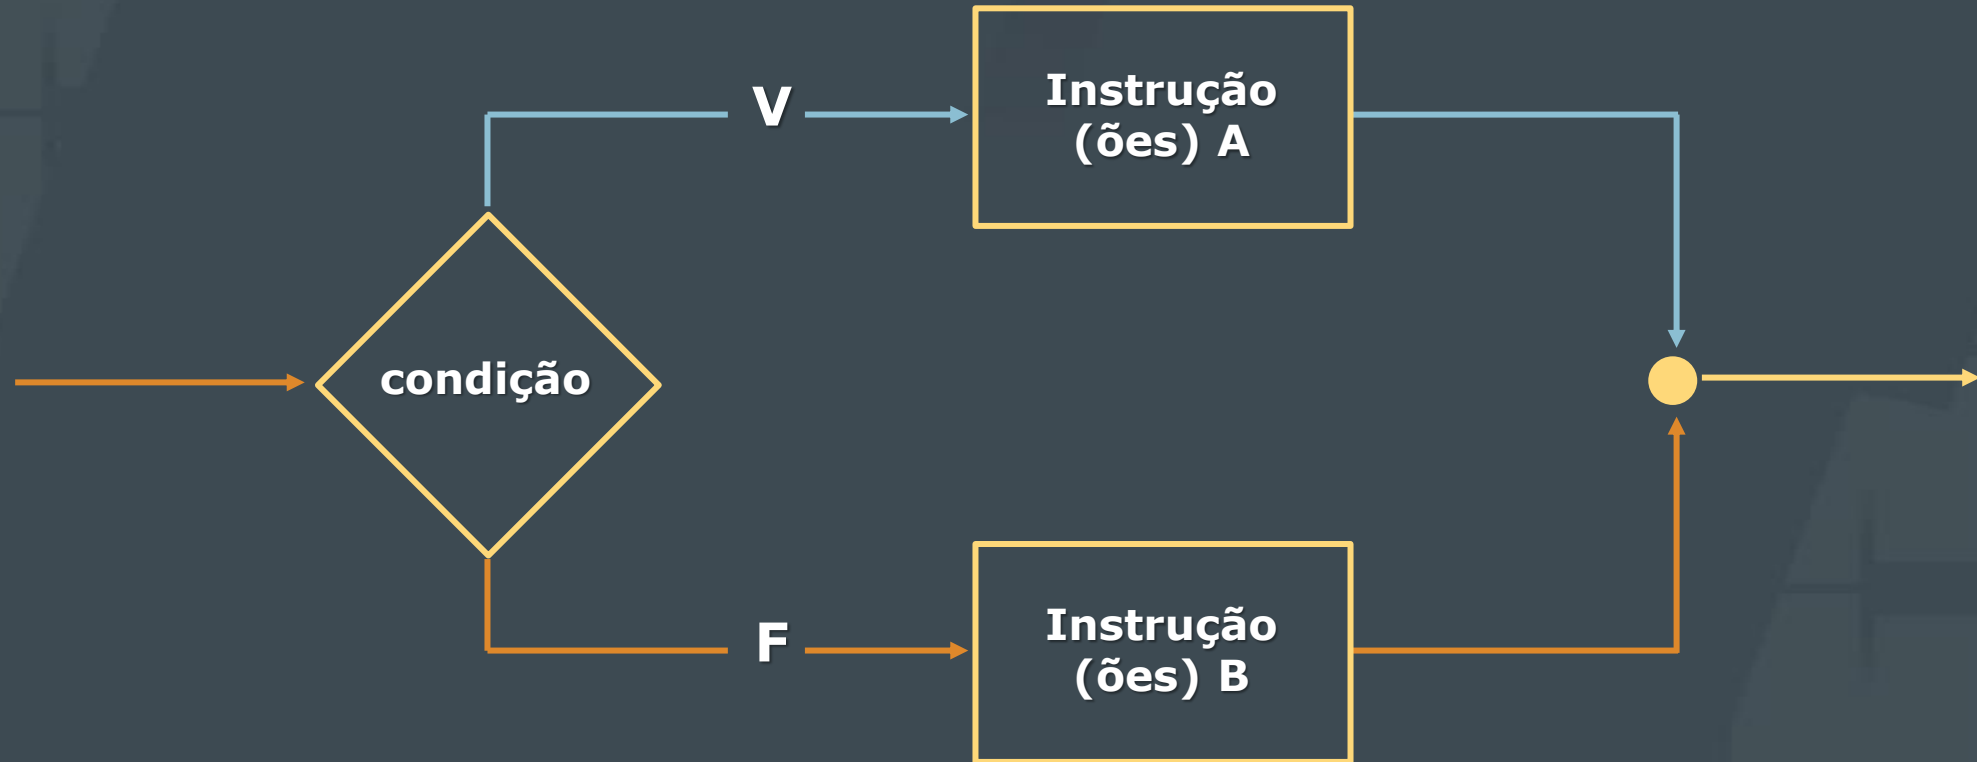 V
Instrução
(ões) A
condição
F
Instrução
(ões) B